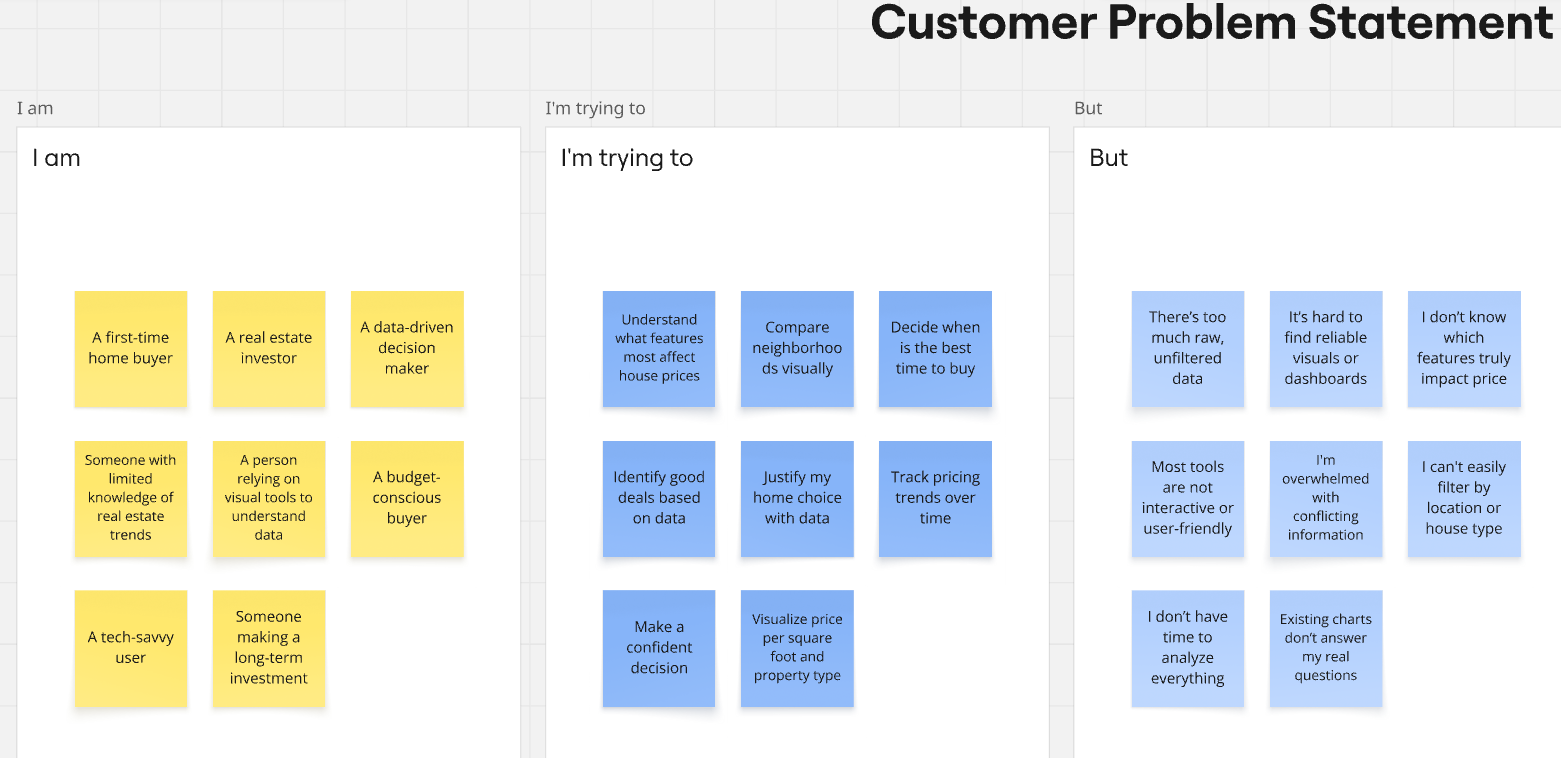 Customer Problem Statement
I am
I'm trying to
But
I am
A first-time
home buyer
A real estate
investor
A data-driven
decision
maker
Someone with
limited
knowledge of
real estate
trends
A person
relying on
visual tools to
understand
data
A budget-
conscious
buyer
A tech-savvy
user
Someone
making a
long-term
investment
I'm trying to
Understand
what features
most affect
house prices
Compare
neighborhoo
ds visually
Decide when
is the best
time to buy
Identify good
deals based
on data
Justify my
home choice
with data
Track pricing
trends over
time
Make a
confident
decision
Visualize price
per square
foot and
property type
But
There’s too
much raw,
unfiltered
data
It’s hard to
find reliable
visuals or
dashboards
I don’t know
which
features truly
impact price
Most tools
are not
interactive or
user-friendly
I'm
overwhelmed
with
conflicting
information
I can't easily
filter by
location or
house type
I don’t have
time to
analyze
everything
Existing charts
don’t answer
my real
questions